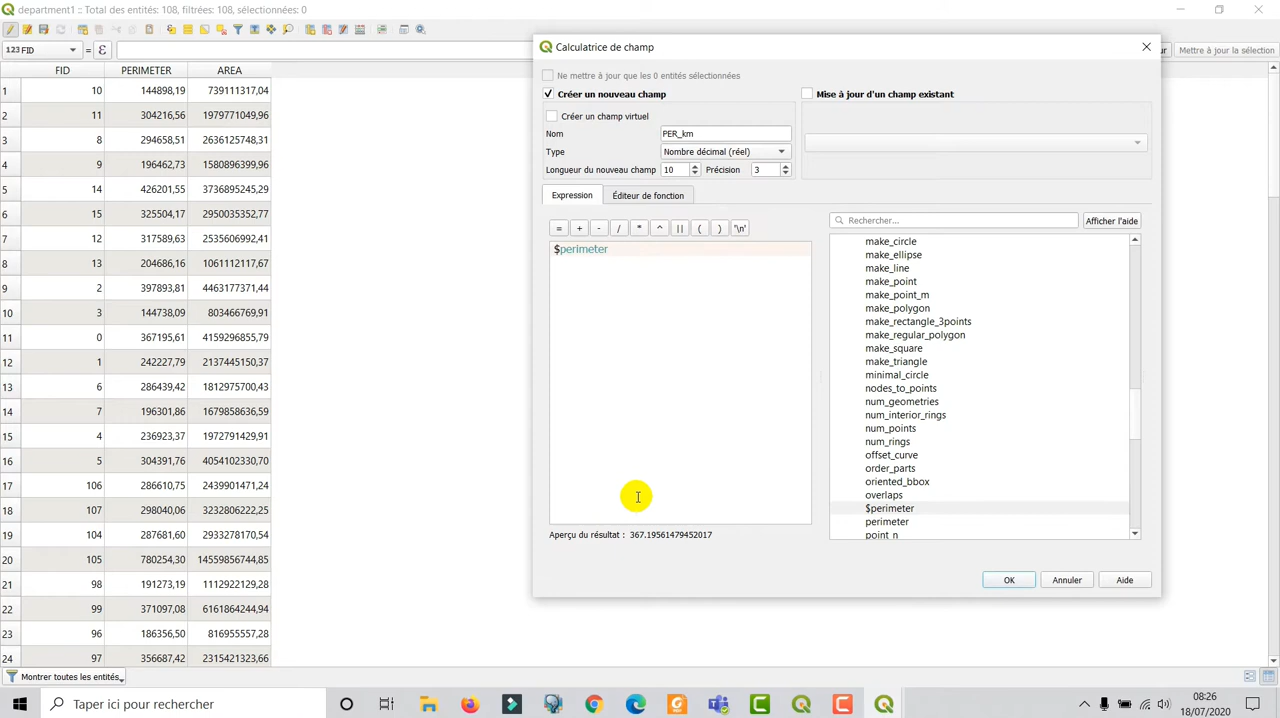 department1 :: Total des entités: 108, filtrées: 108, sélectionnées: 0
123 FID = ε
Mettre à jour la sélection
FID PERIMETER AREA
1 10 144898,19 739111317,04
2 11 304216,56 1979771049,96
3 8 294658,51 2636125748,31
4 9 196462,73 1580896399,96
5 14 426201,55 3736895245,29
6 15 325504,17 2950035352,77
7 12 317589,63 2535606992,41
8 13 204686,16 1061112117,67
9 2 397893,81 4463177371,44
10 3 144738,09 803466769,91
11 0 367195,61 4159296855,79
12 1 242227,79 2137445150,37
13 6 286439,42 1812975700,43
14 7 196301,86 1679858636,59
15 4 236923,37 1972791429,91
16 5 304391,76 4054102330,70
17 106 286610,75 2439901471,24
18 107 298040,06 3232806222,25
19 104 287681,60 2933278170,54
20 105 780254,30 14559856744,85
21 98 191273,19 1112922129,28
22 99 371097,08 6161864244,94
23 96 186356,50 816955557,28
24 97 356687,42 2315421323,66
Montrer toutes les entités
Calculatrice de champ
Ne mettre à jour que les 0 entités sélectionnées
Créer un nouveau champ
Mise à jour d'un champ existant
Créer un champ virtuel
Nom PER_km
Type Nombre décimal (réel)
Longueur du nouveau champ 10 Précision 3
Expression Éditeur de fonction
= + - / * ^ || ( ) '\n'
$perimeter
Aperçu du résultat : 367.19561479452017
Rechercher... Afficher l'aide
make_circle
make_ellipse
make_line
make_point
make_point_m
make_polygon
make_rectangle_3points
make_regular_polygon
make_square
make_triangle
minimal_circle
nodes_to_points
num_geometries
num_interior_rings
num_points
num_rings
offset_curve
order_parts
oriented_bbox
overlaps
$perimeter
perimeter
point_n
OK Annuler Aide
Taper ici pour rechercher
08:26
18/07/2020